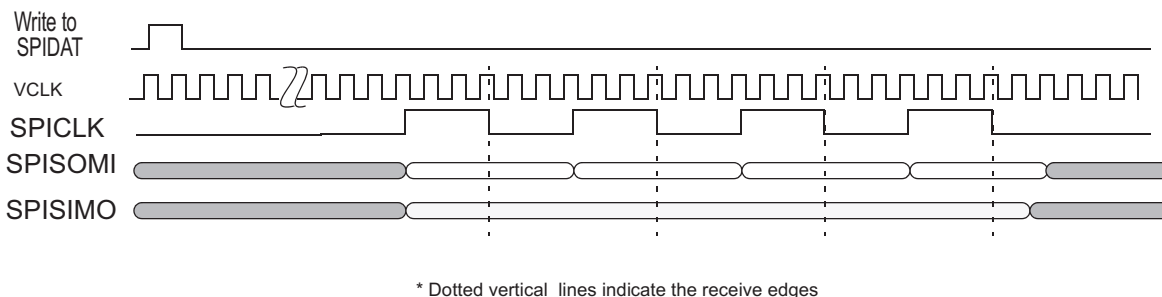 Write to
SPIDAT
VCLK
SPICLK
SPISOMI
SPISIMO
* Dotted vertical lines indicate the receive edges